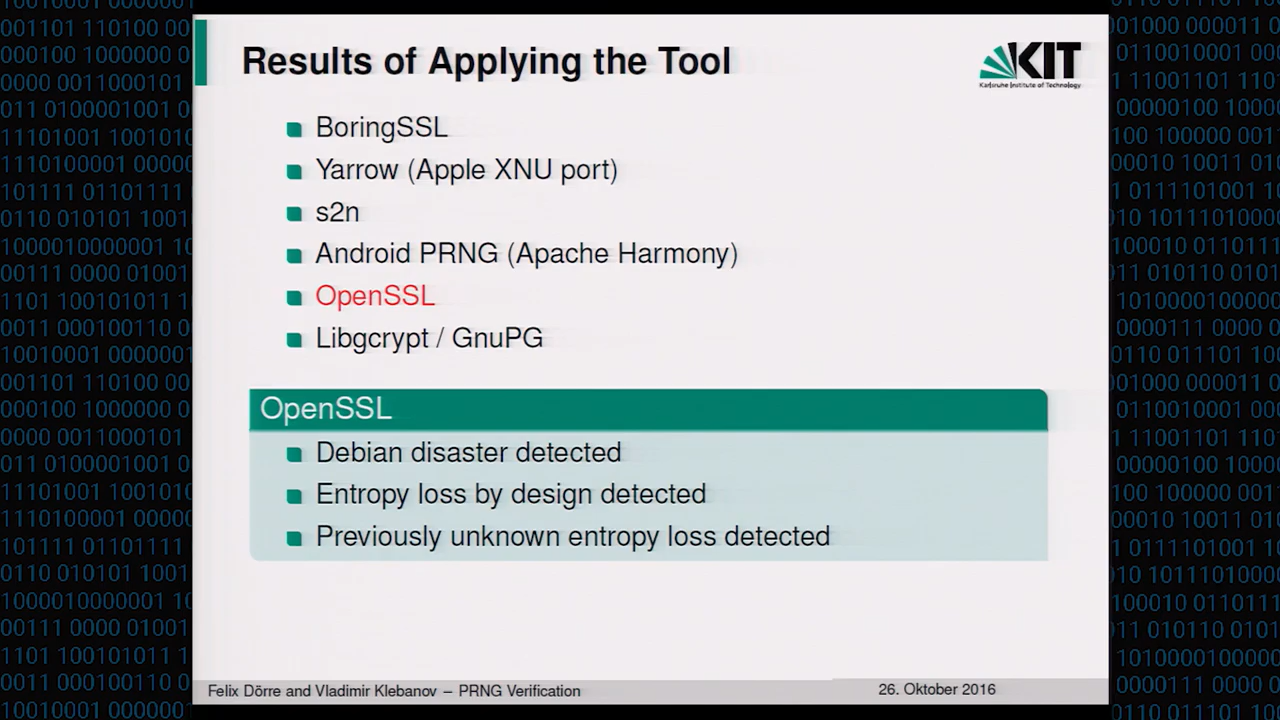 Results of Applying the Tool
KIT
Karlsruhe Institute of Technology
BoringSSL
Yarrow (Apple XNU port)
s2n
Android PRNG (Apache Harmony)
OpenSSL
Libgcrypt / GnuPG
OpenSSL
Debian disaster detected
Entropy loss by design detected
Previously unknown entropy loss detected
Felix Dörre and Vladimir Klebanov – PRNG Verification
26. Oktober 2016